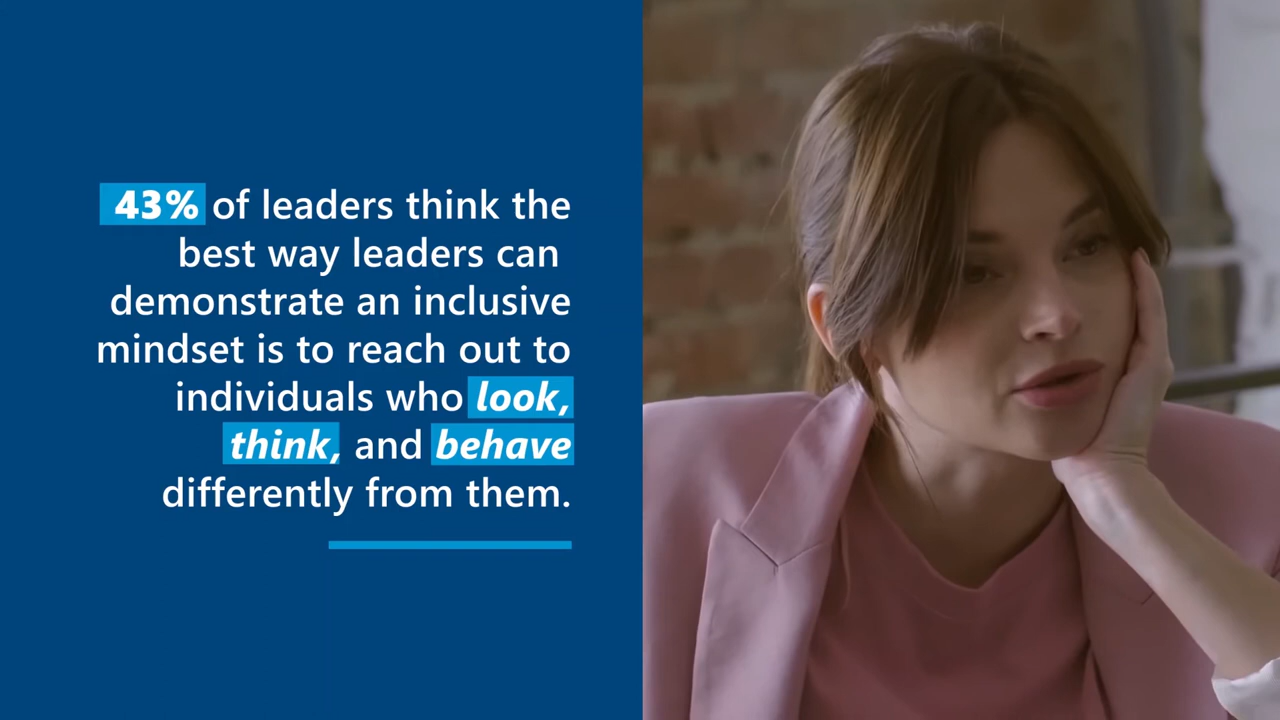 43% of leaders think the
best way leaders can
demonstrate an inclusive
mindset is to reach out to
individuals who look,
think, and behave
differently from them.